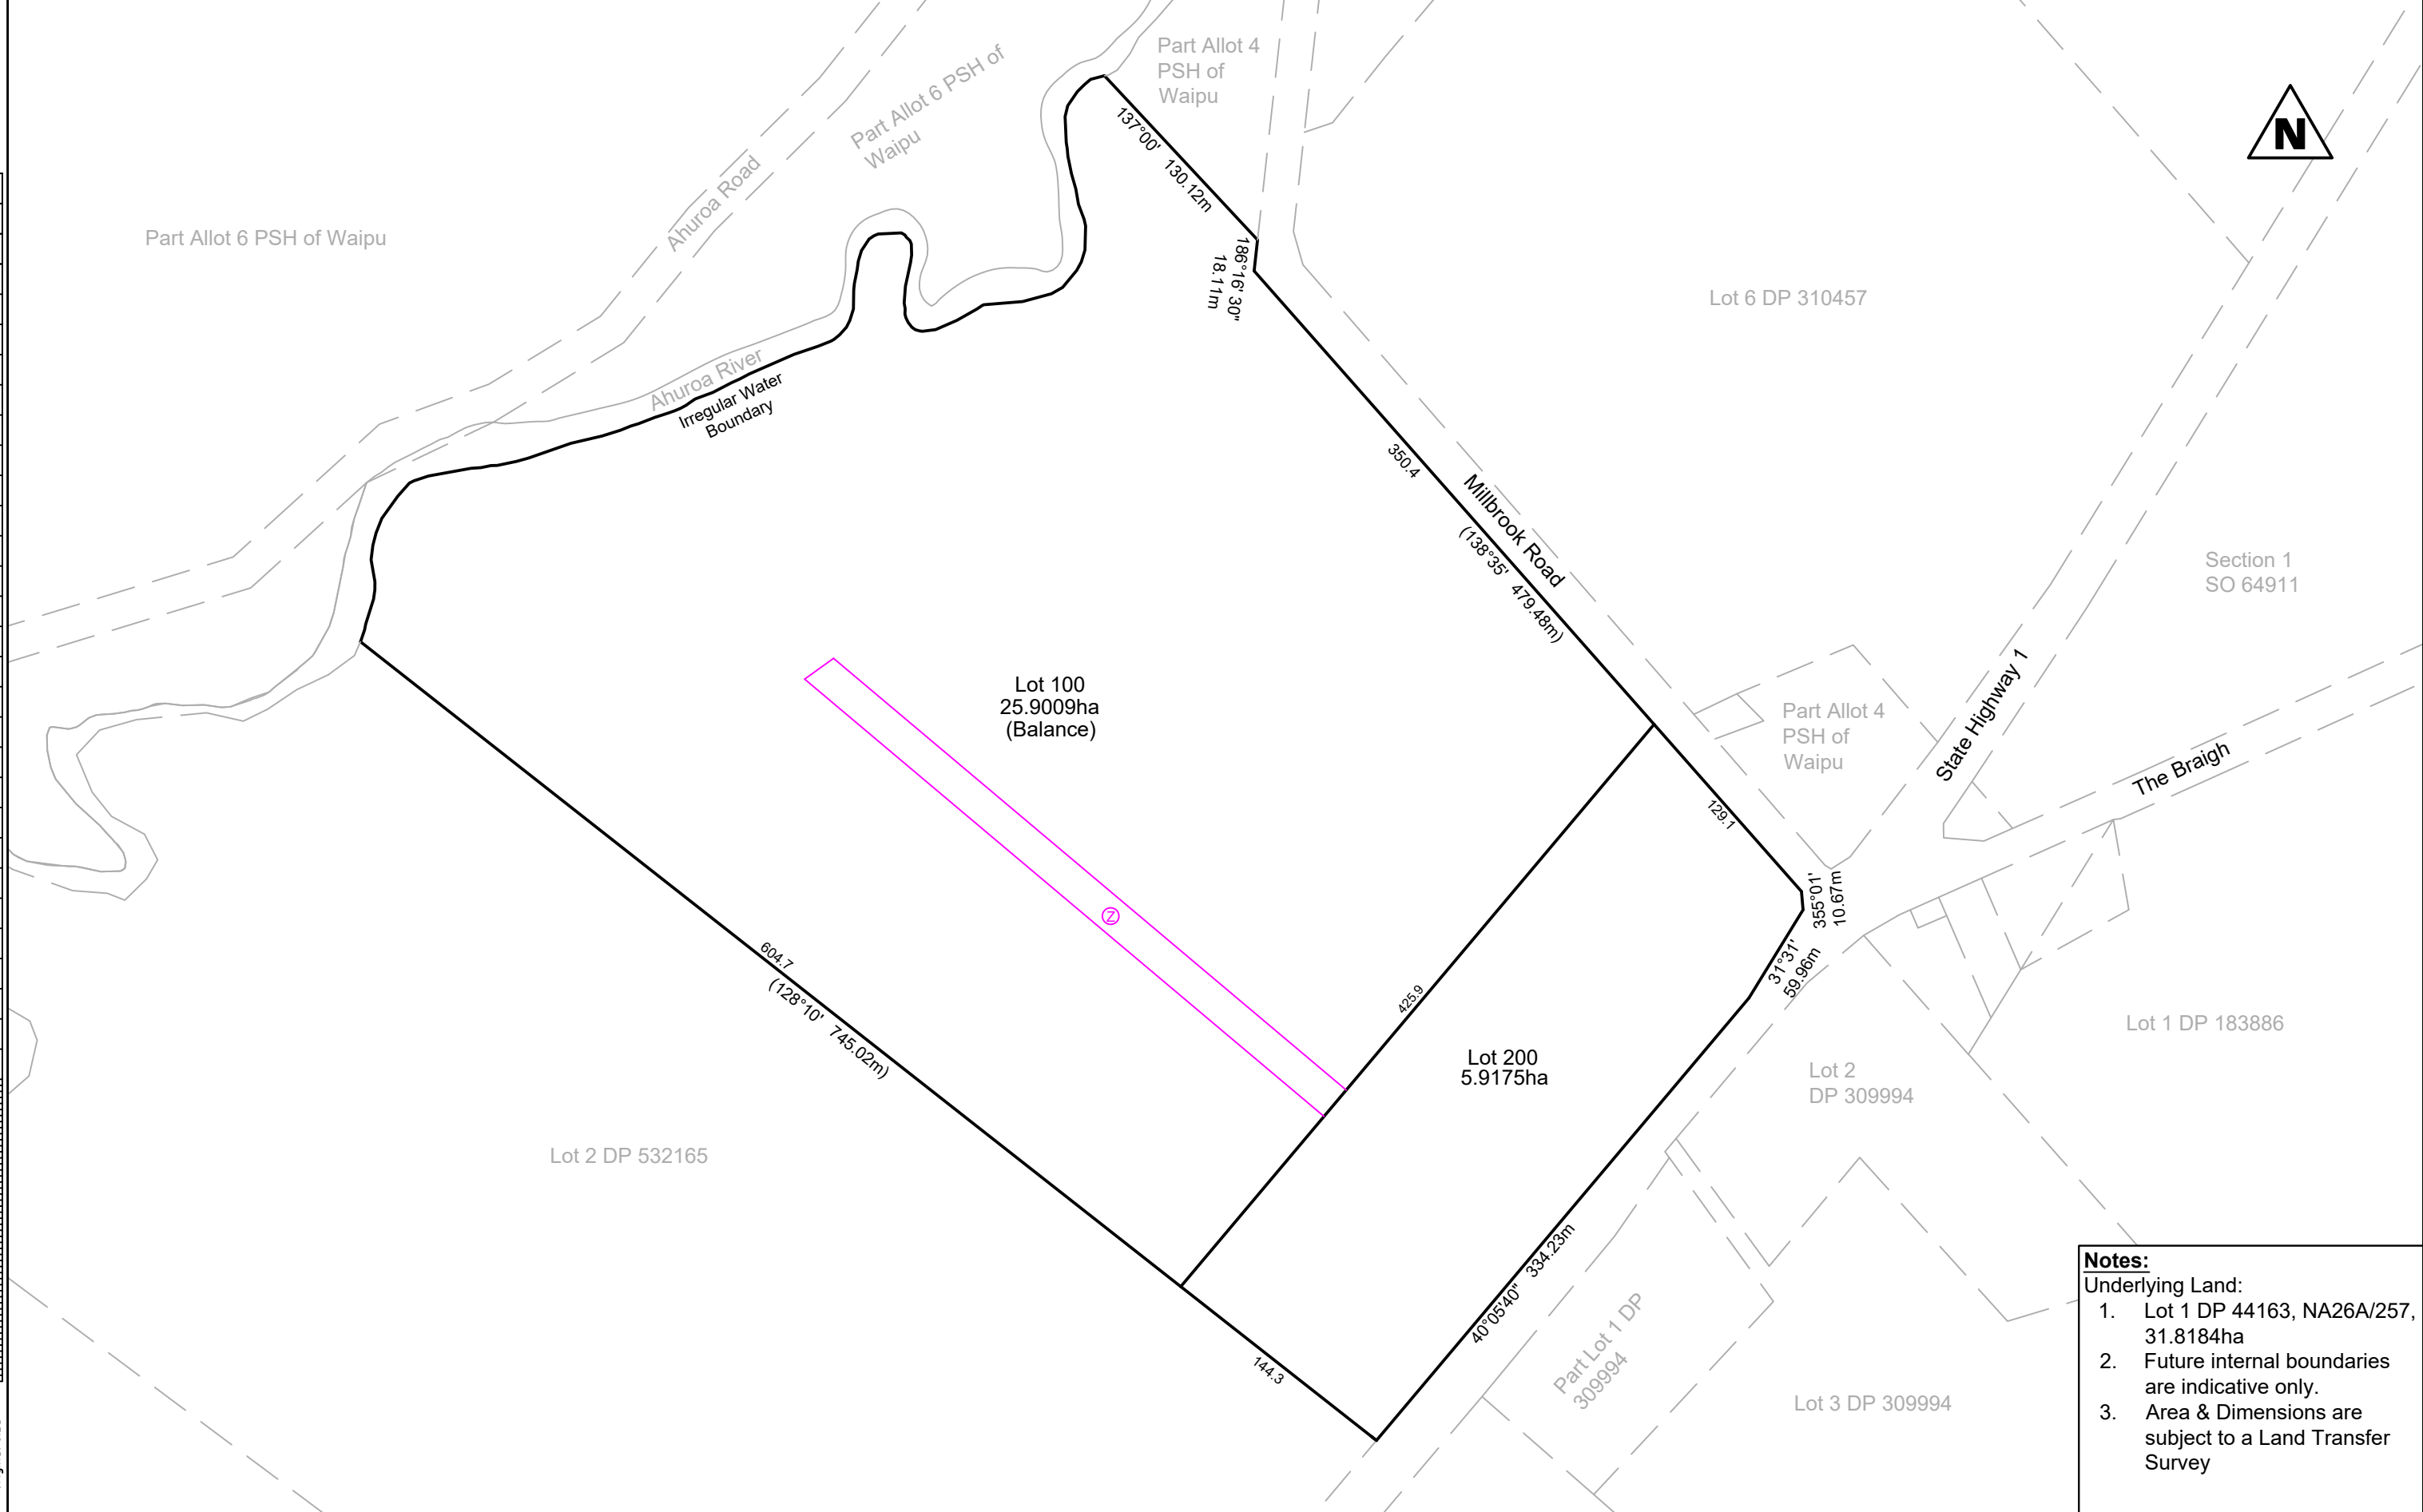 Part Allot 4
PSH of
Waipu
Part Allot 6 PSH of
Waipu
N
137°00'  130.12m
Ahuroa Road
Part Allot 6 PSH of Waipu
186°16' 30"
18.11m
Lot 6 DP 310457
Ahuroa River
Irregular Water
Boundary
350.4
Millbrook Road
(138°35'  479.48m)
Section 1
SO 64911
Lot 100
25.9009ha
(Balance)
Part Allot 4
PSH of
Waipu
State Highway 1
The Braigh
129.1
355°01'
10.67m
Z
31°31'
59.96m
604.7
(128°10'  745.02m)
425.9
Lot 1 DP 183886
Lot 200
5.9175ha
Lot 2
DP 309994
Lot 2 DP 532165
40°05'40"  334.23m
Part Lot 1 DP
309994
144.3
Lot 3 DP 309994
Notes:
Underlying Land:
1. Lot 1 DP 44163, NA26A/257,
31.8184ha
2. Future internal boundaries
are indicative only.
3. Area & Dimensions are
subject to a Land Transfer
Survey